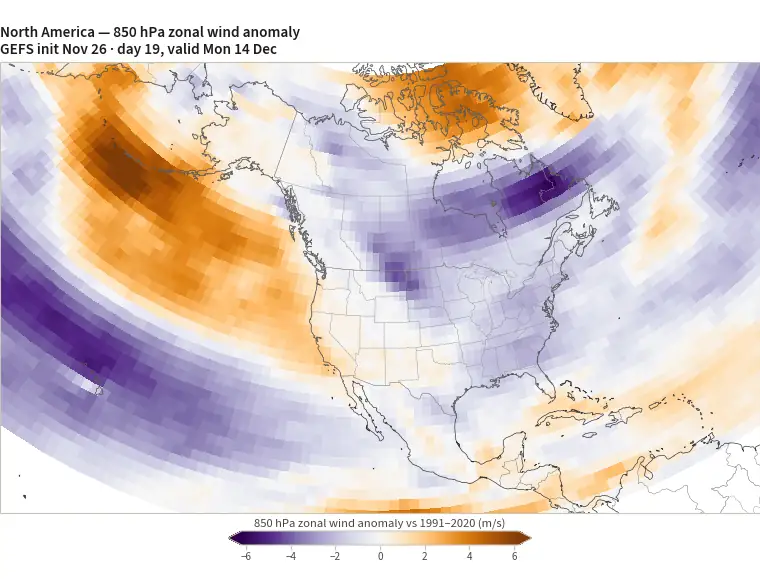 North America — 850 hPa zonal wind anomaly
GEFS init Nov 26 · day 19, valid Mon 14 Dec
850 hPa zonal wind anomaly vs 1991–2020 (m/s)
−6 −4 −2 0 2 4 6